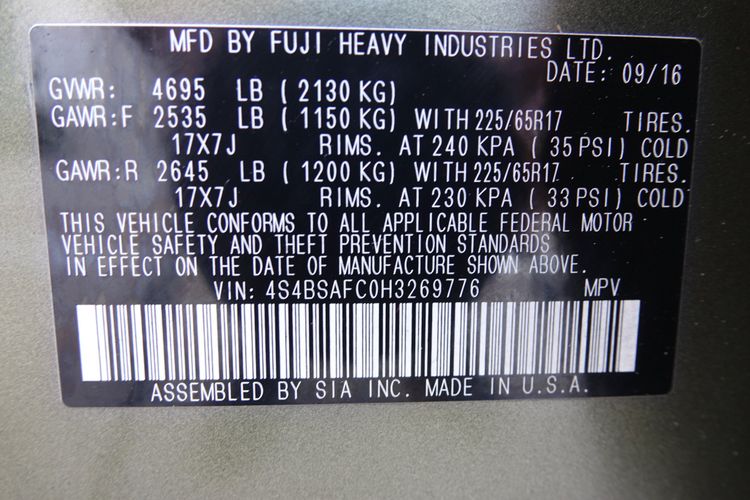 MFD BY FUJI HEAVY INDUSTRIES LTD.
DATE: 09/16
GVWR: 4695 LB ( 2130 KG)
GAWR:F 2535 LB ( 1150 KG) WITH 225/65R17 TIRES.
17X7J RIMS. AT 240 KPA ( 35 PSI) COLD
GAWR:R 2645 LB ( 1200 KG) WITH 225/65R17 TIRES.
17X7J RIMS. AT 230 KPA ( 33 PSI) COLD
THIS VEHICLE CONFORMS TO ALL APPLICABLE FEDERAL MOTOR
VEHICLE SAFETY AND THEFT PREVENTION STANDARDS
IN EFFECT ON THE DATE OF MANUFACTURE SHOWN ABOVE.
VIN: 4S4BSAFC0H3269776 MPV
ASSEMBLED BY SIA INC. MADE IN U.S.A.